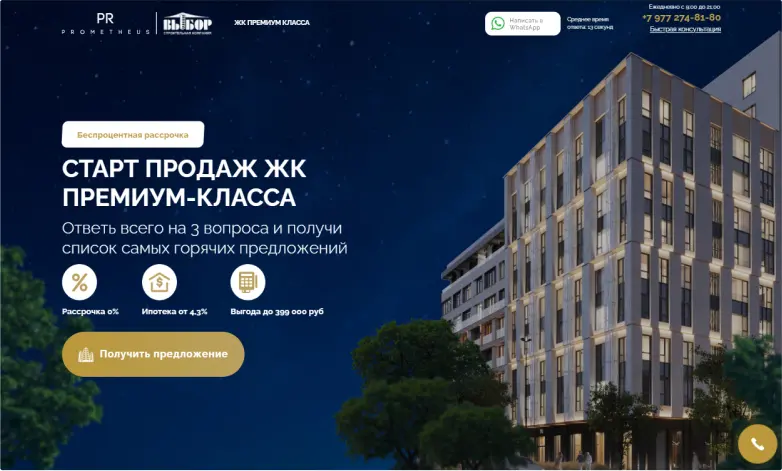 PR
PROMETHEUS
ВЫБОР
СТРОИТЕЛЬНАЯ КОМПАНИЯ
ЖК ПРЕМИУМ КЛАССА
Написать в
WhatsApp
Среднее время
ответа: 13 секунд
Ежедневно с 9:00 до 21:00
+7 977 274-81-80
Быстрая консультация
Беспроцентная рассрочка
СТАРТ ПРОДАЖ ЖК
ПРЕМИУМ-КЛАССА
Ответь всего на 3 вопроса и получи
список самых горячих предложений
Рассрочка 0%
Ипотека от 4,3%
Выгода до 399 000 руб
Получить предложение